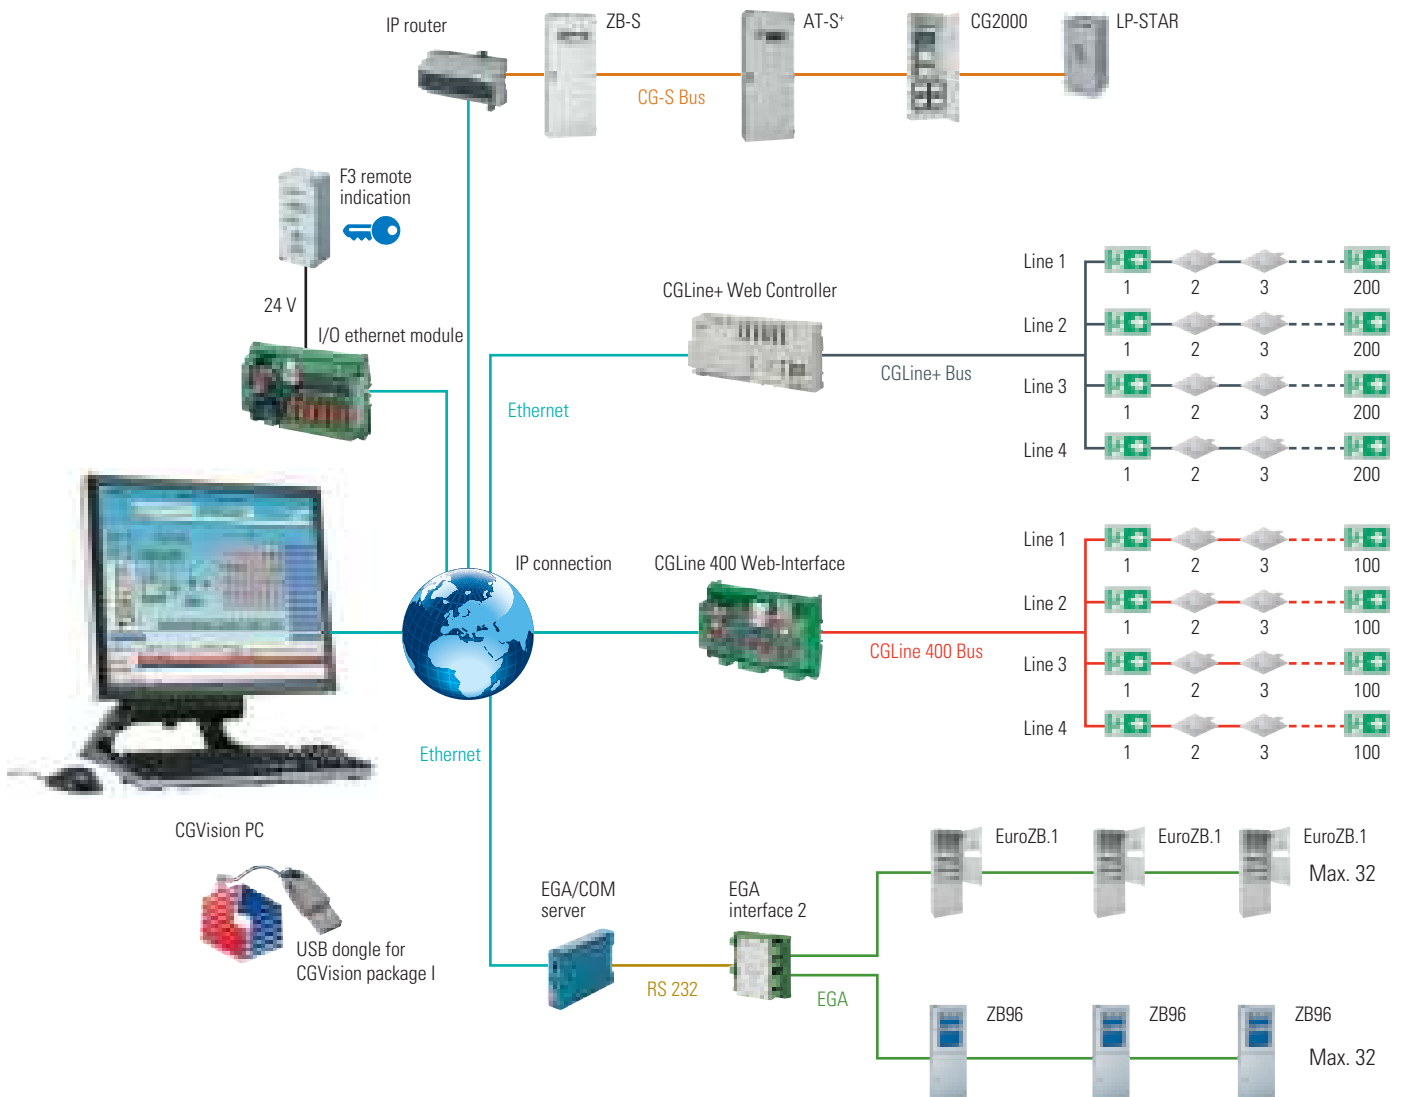 IP router
ZB-S
AT-S+
CG2000
LP-STAR
CG-S Bus
F3 remote
indication
24 V
I/O ethernet module
CGLine+ Web Controller
CGLine+ Bus
Ethernet
Line 1
1 2 3 200
Line 2
1 2 3 200
Line 3
1 2 3 200
Line 4
1 2 3 200
IP connection
CGLine 400 Web-Interface
CGLine 400 Bus
Line 1
1 2 3 100
Line 2
1 2 3 100
Line 3
1 2 3 100
Line 4
1 2 3 100
Ethernet
CGVision PC
USB dongle for
CGVision package I
EGA/COM
server
RS 232
EGA
interface 2
EGA
EuroZB.1
EuroZB.1
EuroZB.1
Max. 32
ZB96
ZB96
ZB96
Max. 32